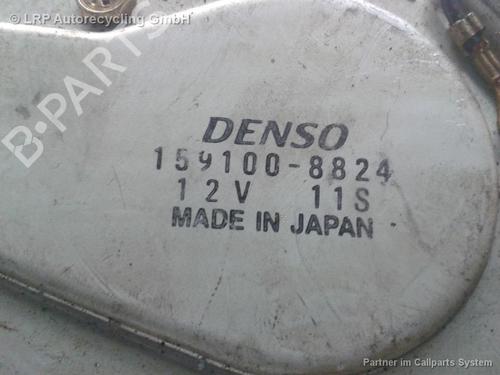 © LRP Autorecycling GmbH
B-PARTS
DENSO
159100-8824
12V 11S
MADE IN JAPAN
Partner im Callparts System